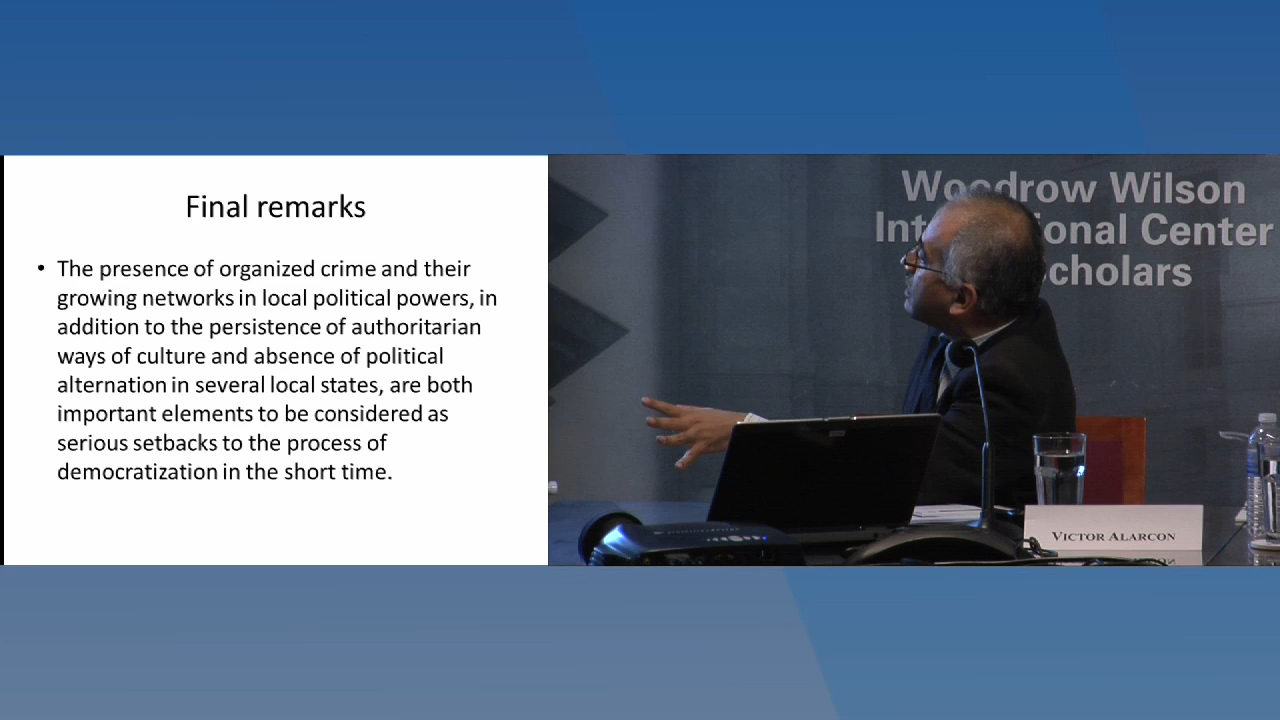 Final remarks
• The presence of organized crime and their
growing networks in local political powers, in
addition to the persistence of authoritarian
ways of culture and absence of political
alternation in several local states, are both
important elements to be considered as
serious setbacks to the process of
democratization in the short time.
Woodrow Wilson
Int ional Center
cholars
VICTOR ALARCON